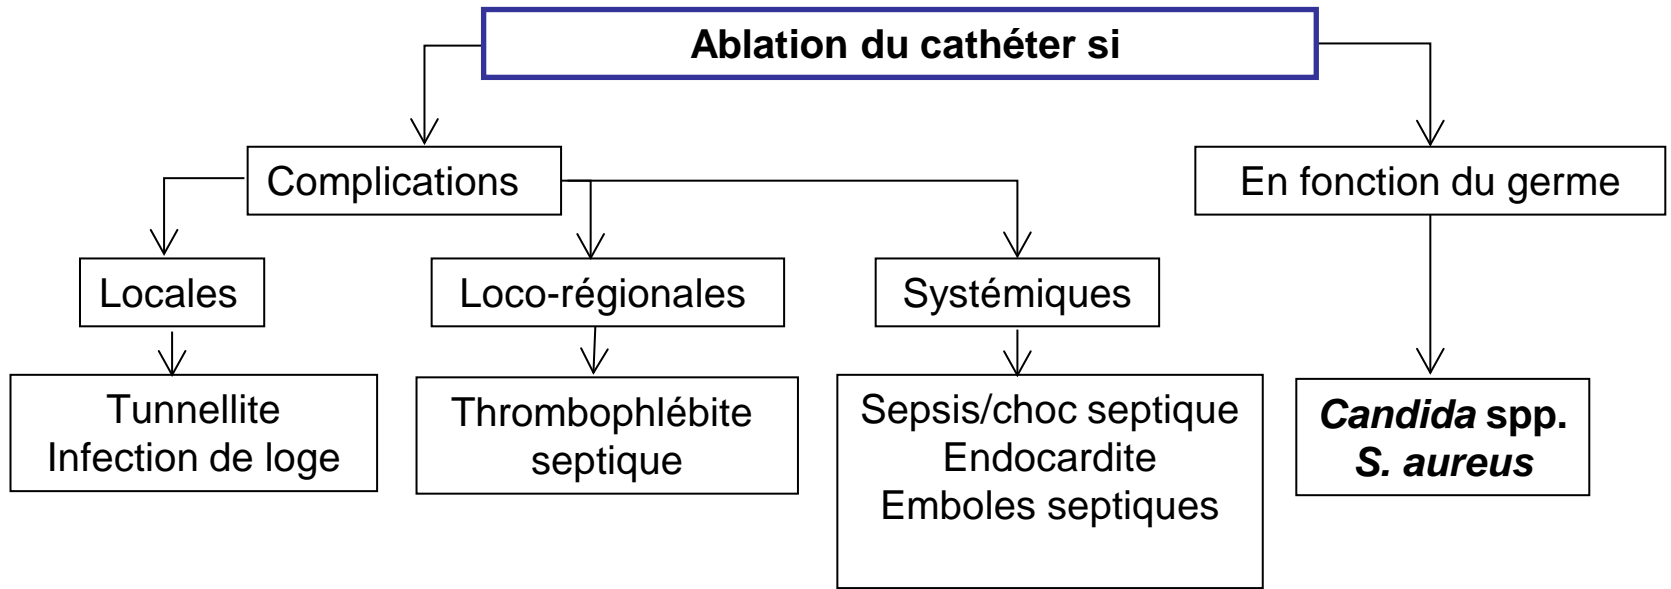 Ablation du cathéter si
Complications
En fonction du germe
Locales
Loco-régionales
Systémiques
Tunnellite
Infection de loge
Thrombophlébite
septique
Sepsis/choc septique
Endocardite
Emboles septiques
Candida spp.
S. aureus